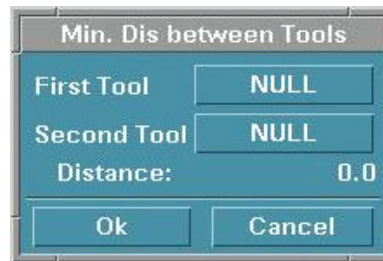 Min. Dis between Tools
First Tool NULL
Second Tool NULL
Distance: 0.0
Ok Cancel